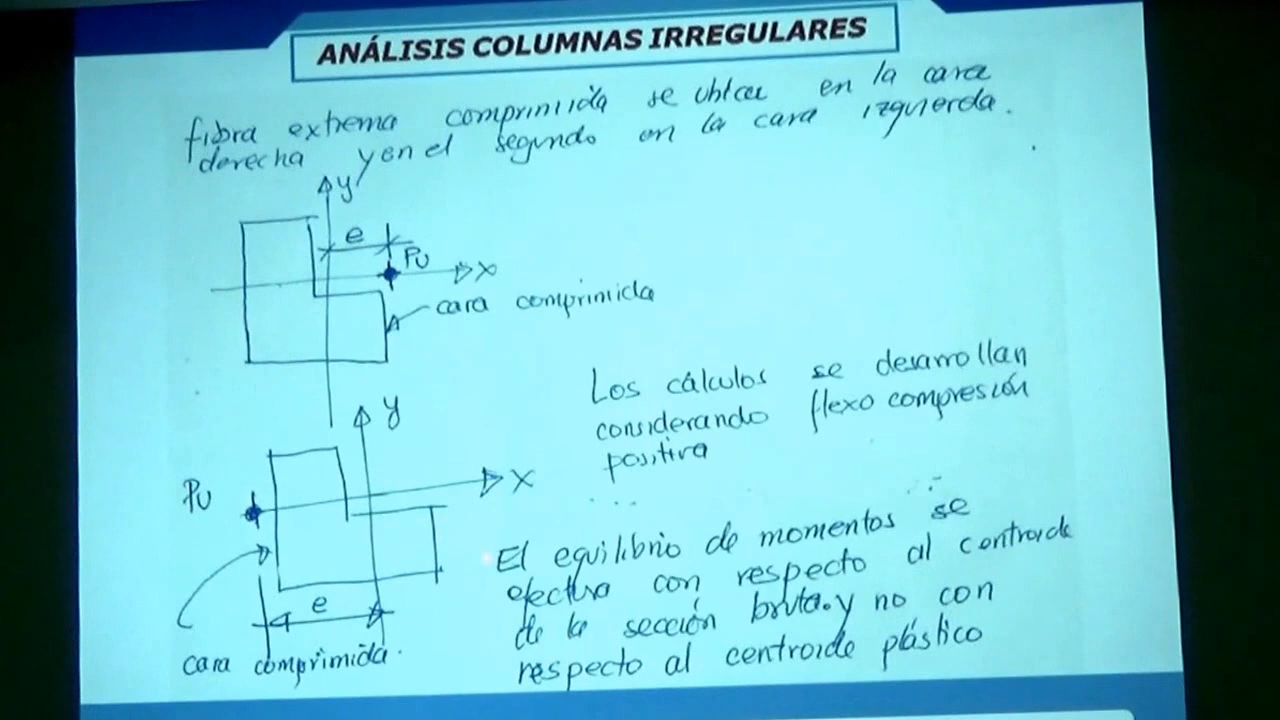 ANÁLISIS COLUMNAS IRREGULARES
fibra extrema comprimida se ubica en la cara
derecha y en el segundo en la cara izquierda.
y
e
Pu
x
cara comprimida
Los cálculos se desarrollan
considerando flexo compresión
positiva
y
x
Pu
e
cara comprimida.
El equilibrio de momentos se
efectua con respecto al centroide
de la sección bruta. y no con
respecto al centroide plástico